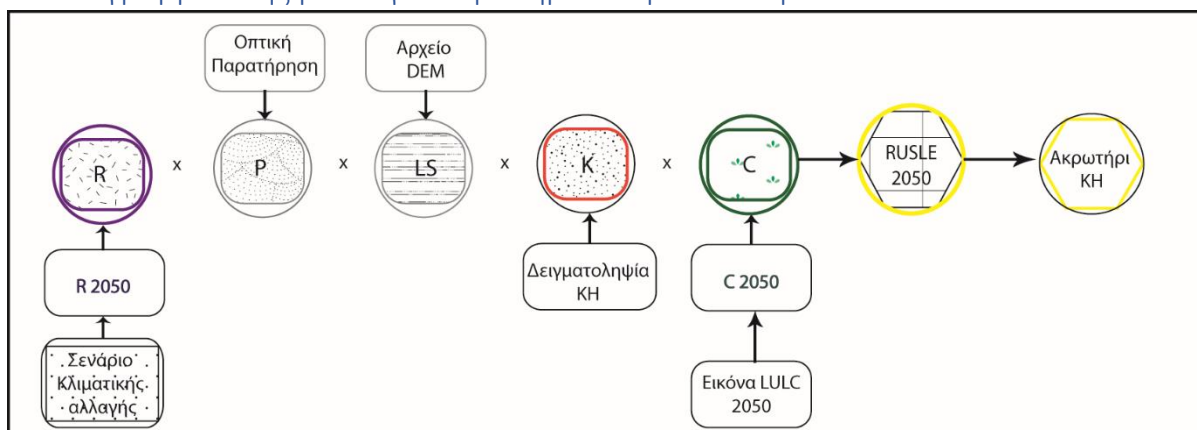 Οπτική
Παρατήρηση
Αρχείο
DEM
R
x
P
x
LS
x
K
x
C
RUSLE
2050
Ακρωτήρι
ΚΗ
R 2050
Δειγματοληψία
ΚΗ
C 2050
Σενάριο
Κλιματικής
αλλαγής
Εικόνα LULC
2050